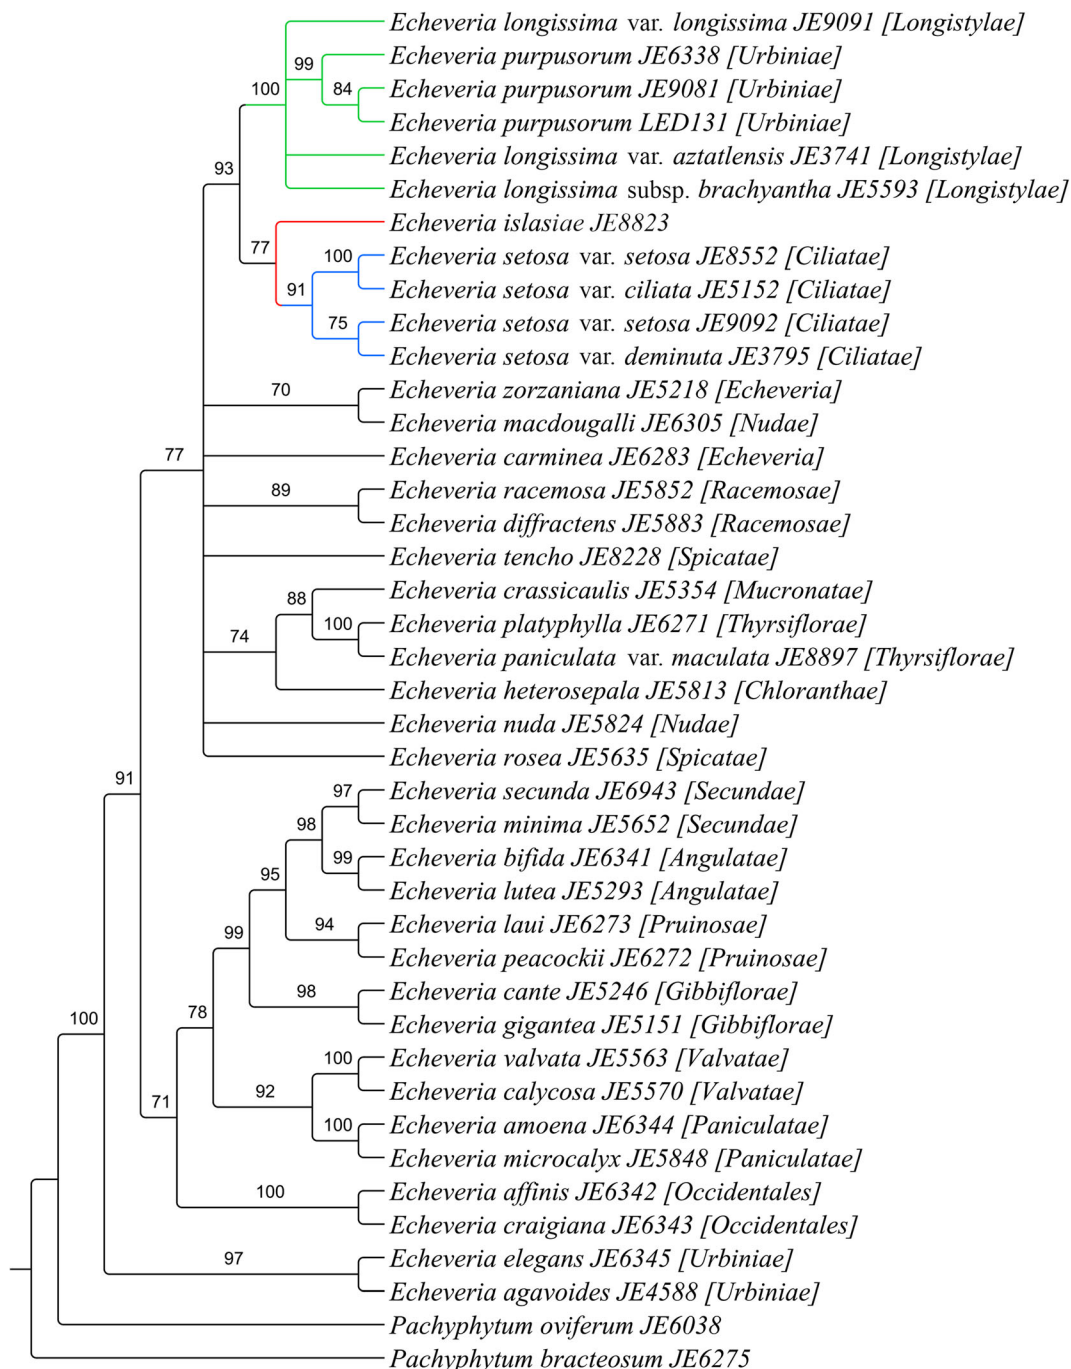 Echeveria longissima var. longissima JE9091 [Longistylae]
99
Echeveria purpusorum JE6338 [Urbiniae]
100
84
Echeveria purpusorum JE9081 [Urbiniae]
Echeveria purpusorum LED131 [Urbiniae]
Echeveria longissima var. aztatlensis JE3741 [Longistylae]
93
Echeveria longissima subsp. brachyantha JE5593 [Longistylae]
Echeveria islasiae JE8823
77
100
Echeveria setosa var. setosa JE8552 [Ciliatae]
91
Echeveria setosa var. ciliata JE5152 [Ciliatae]
75
Echeveria setosa var. setosa JE9092 [Ciliatae]
Echeveria setosa var. deminuta JE3795 [Ciliatae]
70
Echeveria zorzaniana JE5218 [Echeveria]
Echeveria macdougalli JE6305 [Nudae]
77
Echeveria carminea JE6283 [Echeveria]
89
Echeveria racemosa JE5852 [Racemosae]
Echeveria diffractens JE5883 [Racemosae]
Echeveria tencho JE8228 [Spicatae]
88
Echeveria crassicaulis JE5354 [Mucronatae]
74
100
Echeveria platyphylla JE6271 [Thyrsiflorae]
Echeveria paniculata var. maculata JE8897 [Thyrsiflorae]
Echeveria heterosepala JE5813 [Chloranthae]
Echeveria nuda JE5824 [Nudae]
Echeveria rosea JE5635 [Spicatae]
91
97
Echeveria secunda JE6943 [Secundae]
98
Echeveria minima JE5652 [Secundae]
99
Echeveria bifida JE6341 [Angulatae]
95
Echeveria lutea JE5293 [Angulatae]
99
94
Echeveria laui JE6273 [Pruinosae]
Echeveria peacockii JE6272 [Pruinosae]
98
Echeveria cante JE5246 [Gibbiflorae]
100
78
Echeveria gigantea JE5151 [Gibbiflorae]
100
Echeveria valvata JE5563 [Valvatae]
92
Echeveria calycosa JE5570 [Valvatae]
71
100
Echeveria amoena JE6344 [Paniculatae]
Echeveria microcalyx JE5848 [Paniculatae]
100
Echeveria affinis JE6342 [Occidentales]
Echeveria craigiana JE6343 [Occidentales]
97
Echeveria elegans JE6345 [Urbiniae]
Echeveria agavoides JE4588 [Urbiniae]
Pachyphytum oviferum JE6038
Pachyphytum bracteosum JE6275